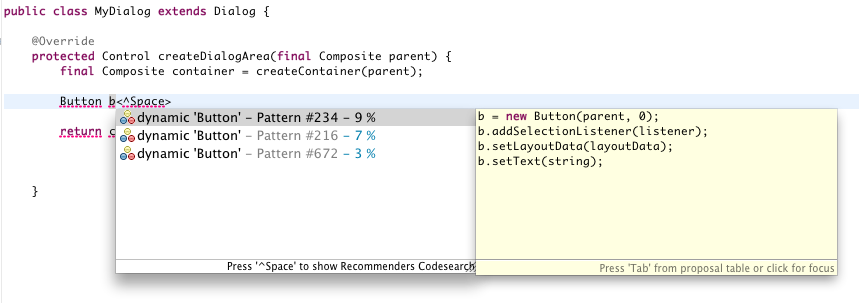 public class MyDialog extends Dialog {
@Override
protected Control createDialogArea(final Composite parent) {
final Composite container = createContainer(parent);
Button b<^Space>
dynamic 'Button' – Pattern #234 – 9 %
dynamic 'Button' – Pattern #216 – 7 %
return c
dynamic 'Button' – Pattern #672 – 3 %
}
Press '^Space' to show Recommenders Codesearch
b = new Button(parent, 0);
b.addSelectionListener(listener);
b.setLayoutData(layoutData);
b.setText(string);
Press 'Tab' from proposal table or click for focus